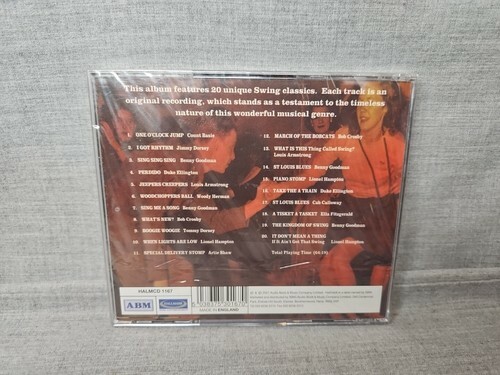 This album features 20 unique Swing classics. Each track is an
original recording, which stands as a testament to the timeless
nature of this wonderful musical genre.
1. ONE O'CLOCK JUMP Count Basie
2. I GOT RHYTHM Jimmy Dorsey
3. SING SING SING Benny Goodman
4. PERDIDO Duke Ellington
5. JEEPERS CREEPERS Louis Armstrong
6. WOODCHOPPERS BALL Woody Herman
7. SING ME A SONG Benny Goodman
8. WHAT'S NEW? Bob Crosby
9. BOOGIE WOOGIE Tommy Dorsey
10. WHEN LIGHTS ARE LOW Lionel Hampton
11. SPECIAL DELIVERY STOMP Artie Shaw
12. MARCH OF THE BOBCATS Bob Crosby
13. WHAT IS THIS Thing Called Swing?
Louis Armstrong
14. ST LOUIS BLUES Benny Goodman
15. PIANO STOMP Lionel Hampton
16. TAKE THE A TRAIN Duke Ellington
17. ST LOUIS BLUES Cab Calloway
18. A TISKET A TASKET Ella Fitzgerald
19. THE KINGDOM OF SWING Benny Goodman
20. IT DON'T MEAN A THING
If It Ain't Got That Swing Lionel Hampton
Total Playing Time
HALMCD 1167
ABM
MADE IN ENGLAND